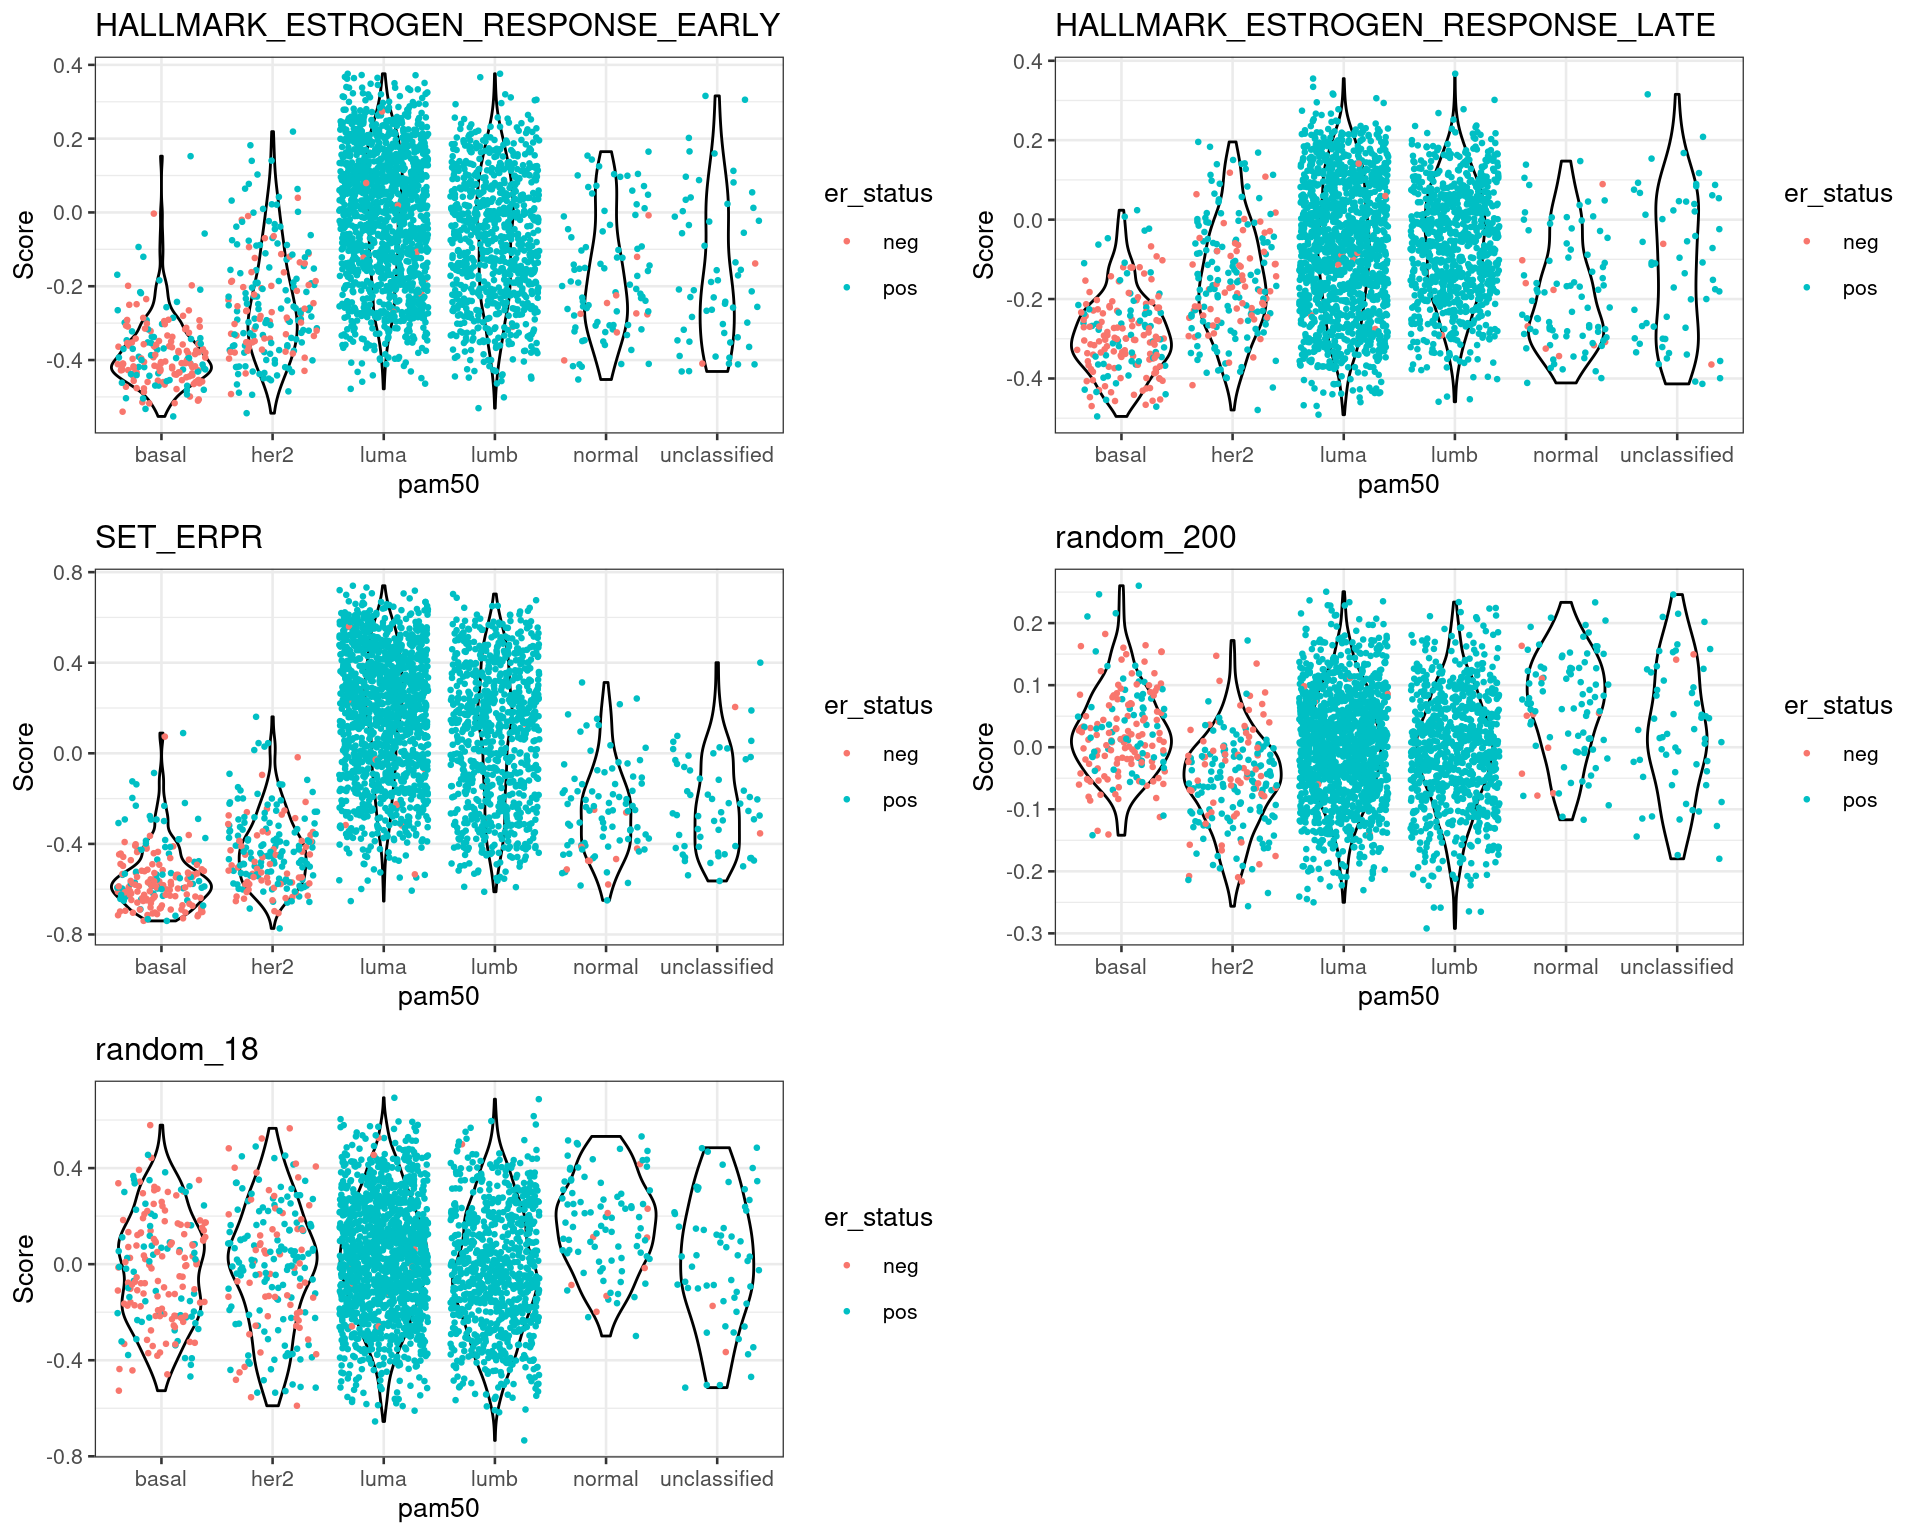 HALLMARK_ESTROGEN_RESPONSE_EARLY
0.4
0.2
0.0
-0.2
-0.4
Score
basal her2 luma lumb normal unclassified
pam50
er_status
neg
pos
HALLMARK_ESTROGEN_RESPONSE_LATE
0.4
0.2
0.0
-0.2
-0.4
Score
basal her2 luma lumb normal unclassified
pam50
er_status
neg
pos
SET_ERPR
0.8
0.4
0.0
-0.4
-0.8
Score
basal her2 luma lumb normal unclassified
pam50
er_status
neg
pos
random_200
0.2
0.1
0.0
-0.1
-0.2
-0.3
Score
basal her2 luma lumb normal unclassified
pam50
er_status
neg
pos
random_18
0.4
0.0
-0.4
-0.8
Score
basal her2 luma lumb normal unclassified
pam50
er_status
neg
pos